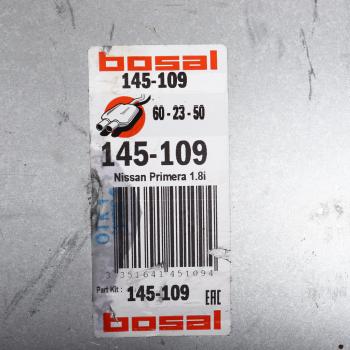 bosal
145-109
60 - 23 - 50
145-109
Nissan Primera 1.8i
3 351641 451094
Part Kit : 145-109
EAC
bosal